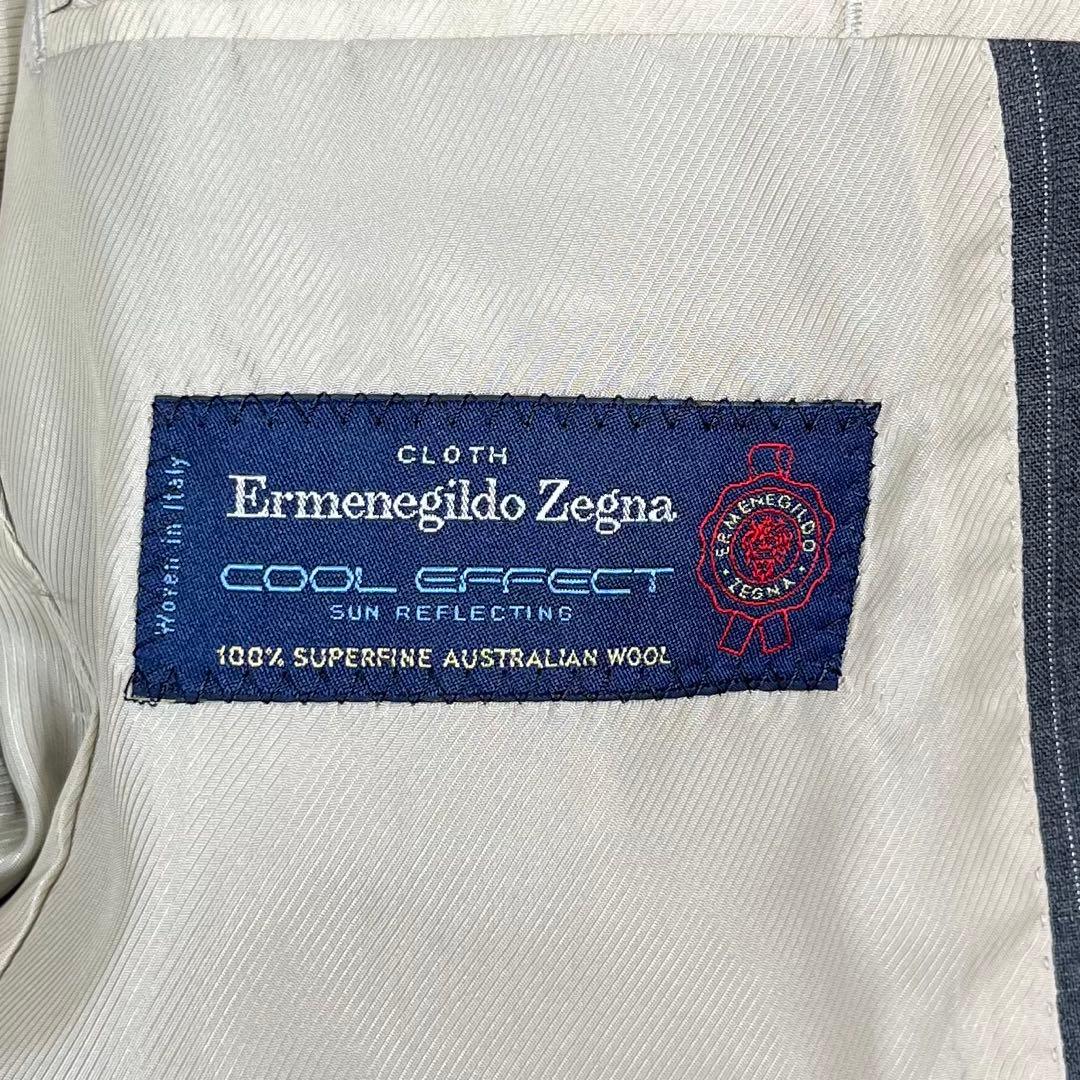 CLOTH
Ermenegildo Zegna
COOL EFFECT
SUN REFLECTING
100% SUPERFINE AUSTRALIAN WOOL
Woven in Italy
ERMENEGILDO
ZEGNA